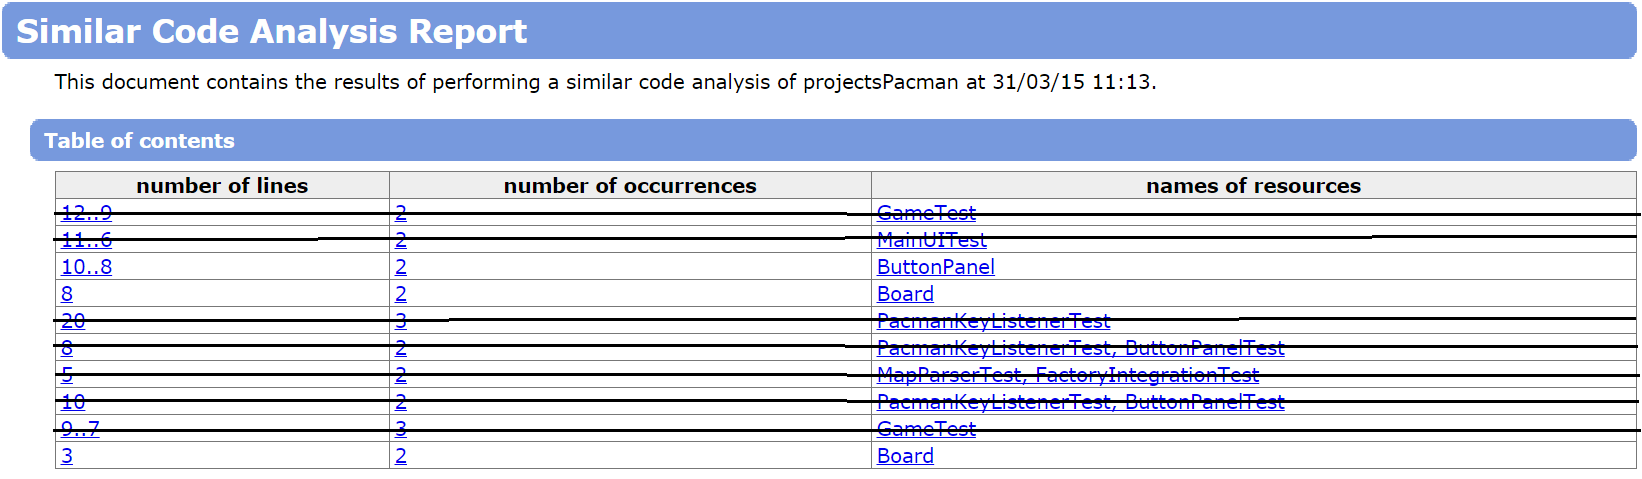 Similar Code Analysis Report
This document contains the results of performing a similar code analysis of projectsPacman at 31/03/15 11:13.
Table of contents
number of lines number of occurrences names of resources
12..9 2 GameTest
11..6 2 MainUITest
10..8 2 ButtonPanel
8 2 Board
20 3 PacmanKeyListenerTest
8 2 PacmanKeyListenerTest, ButtonPanelTest
5 2 MapParserTest, FactoryIntegrationTest
10 2 PacmanKeyListenerTest, ButtonPanelTest
9..7 3 GameTest
3 2 Board